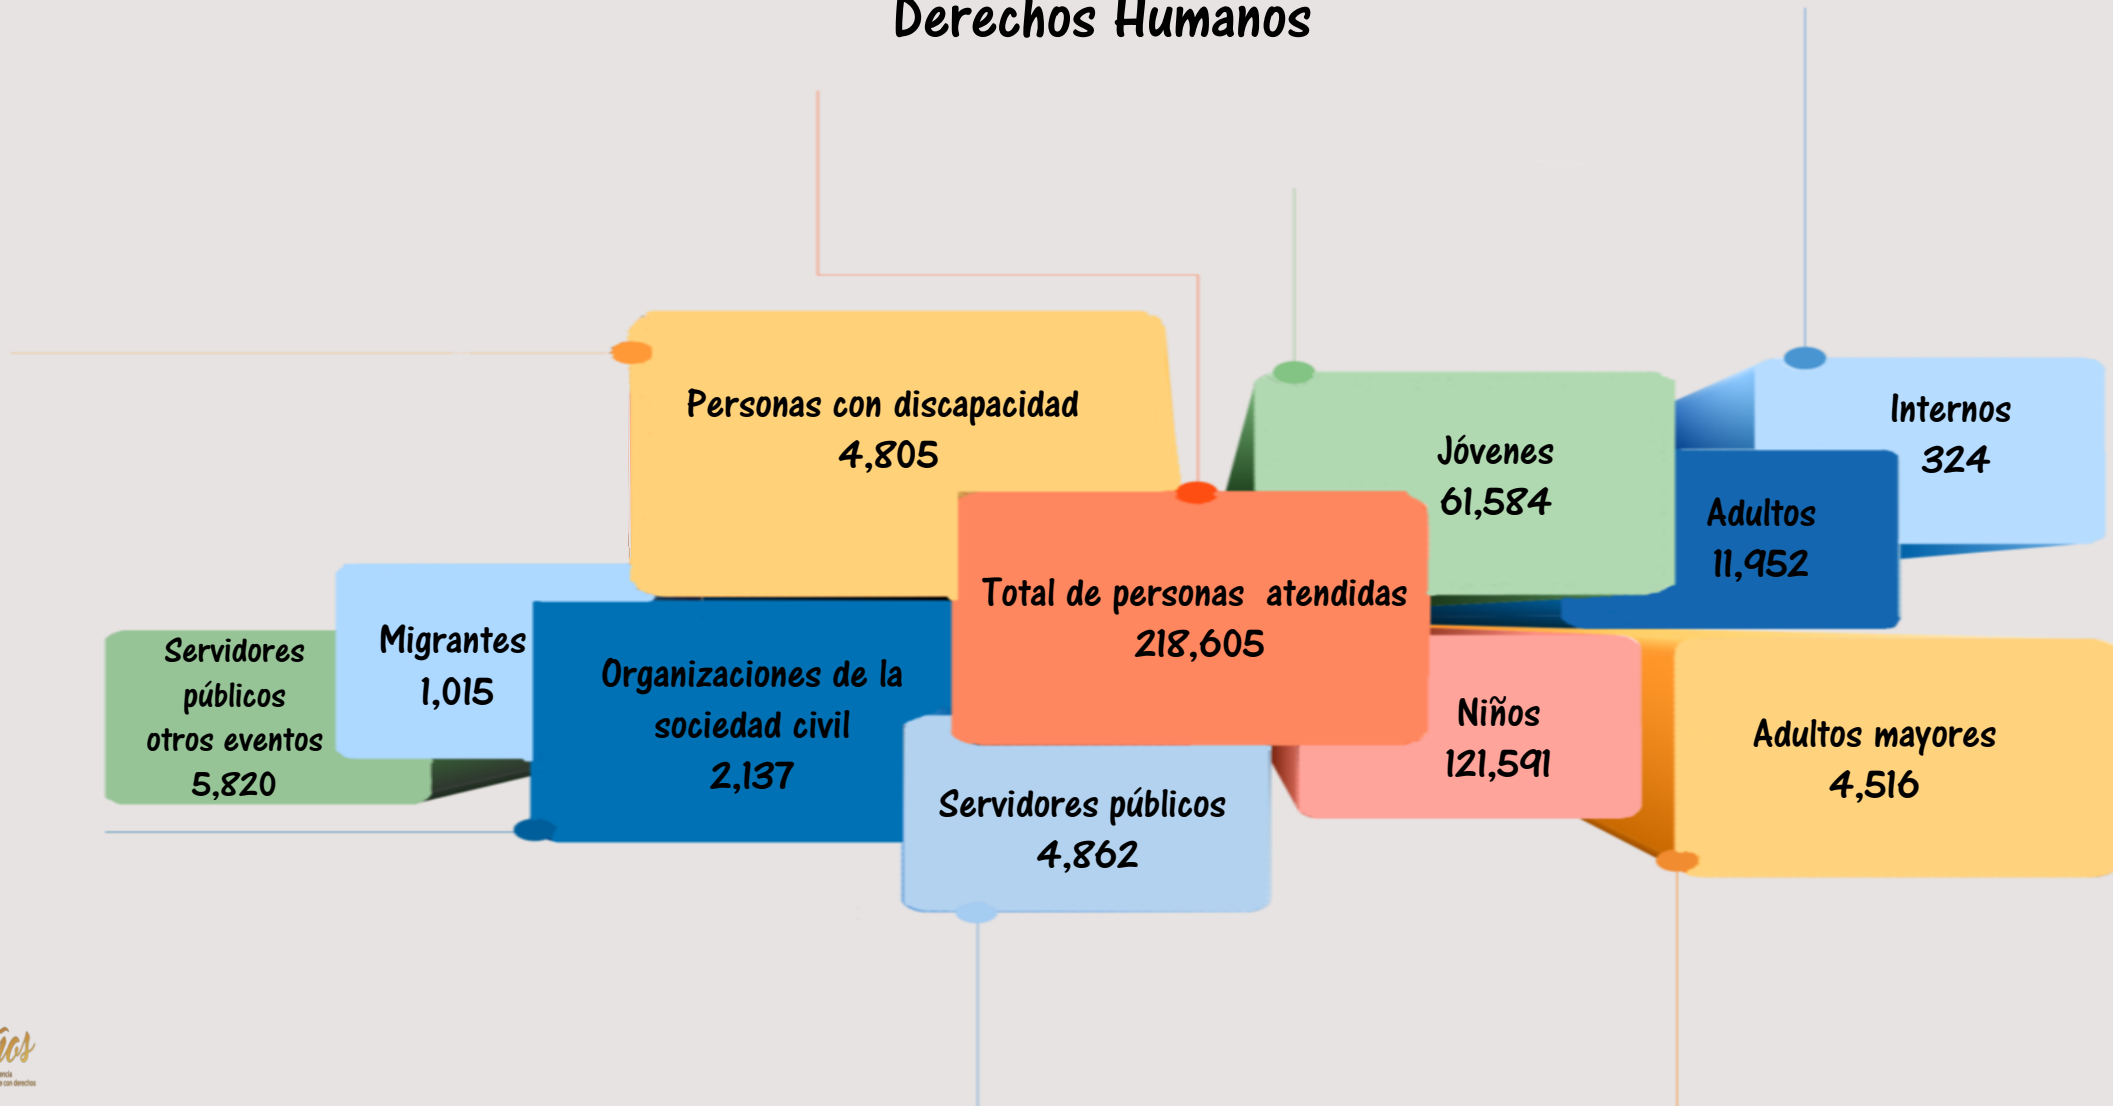 Derechos Humanos
Personas con discapacidad
4,805
Jóvenes
61,584
Internos
324
Adultos
11,952
Total de personas atendidas
218,605
Servidores
públicos
otros eventos
5,820
Migrantes
1,015
Organizaciones de la
sociedad civil
2,137
Servidores públicos
4,862
Niños
121,591
Adultos mayores
4,516
con derechos